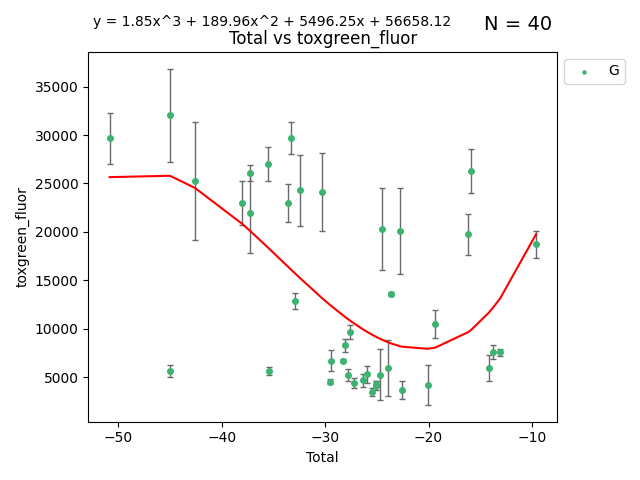 y = 1.85x^3 + 189.96x^2 + 5496.25x + 56658.12
N = 40
Total vs toxgreen_fluor
G
toxgreen_fluor
35000
30000
25000
20000
15000
10000
5000
−50
−40
−30
−20
−10
Total